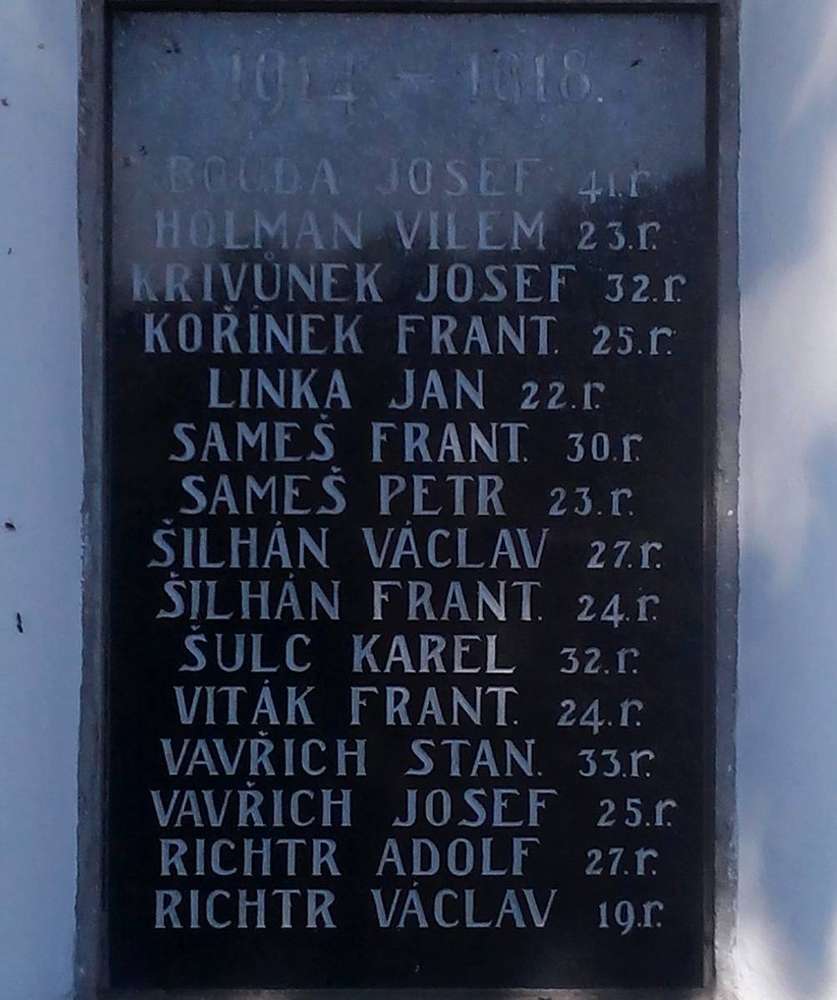 1914 – 1918.
BOUDA JOSEF 41.r.
HOLMAN VILEM 23.r.
KRIVŮNEK JOSEF 32.r.
KOŘÍNEK FRANT. 25.r.
LINKA JAN 22.r.
SAMEŠ FRANT. 30.r.
SAMEŠ PETR 23.r.
ŠILHÁN VÁCLAV 27.r.
ŠILHÁN FRANT. 24.r.
ŠULC KAREL 32.r.
VITÁK FRANT. 24.r.
VAVŘICH STAN. 33.r.
VAVŘICH JOSEF 25.r.
RICHTR ADOLF 27.r.
RICHTR VÁCLAV 19.r.